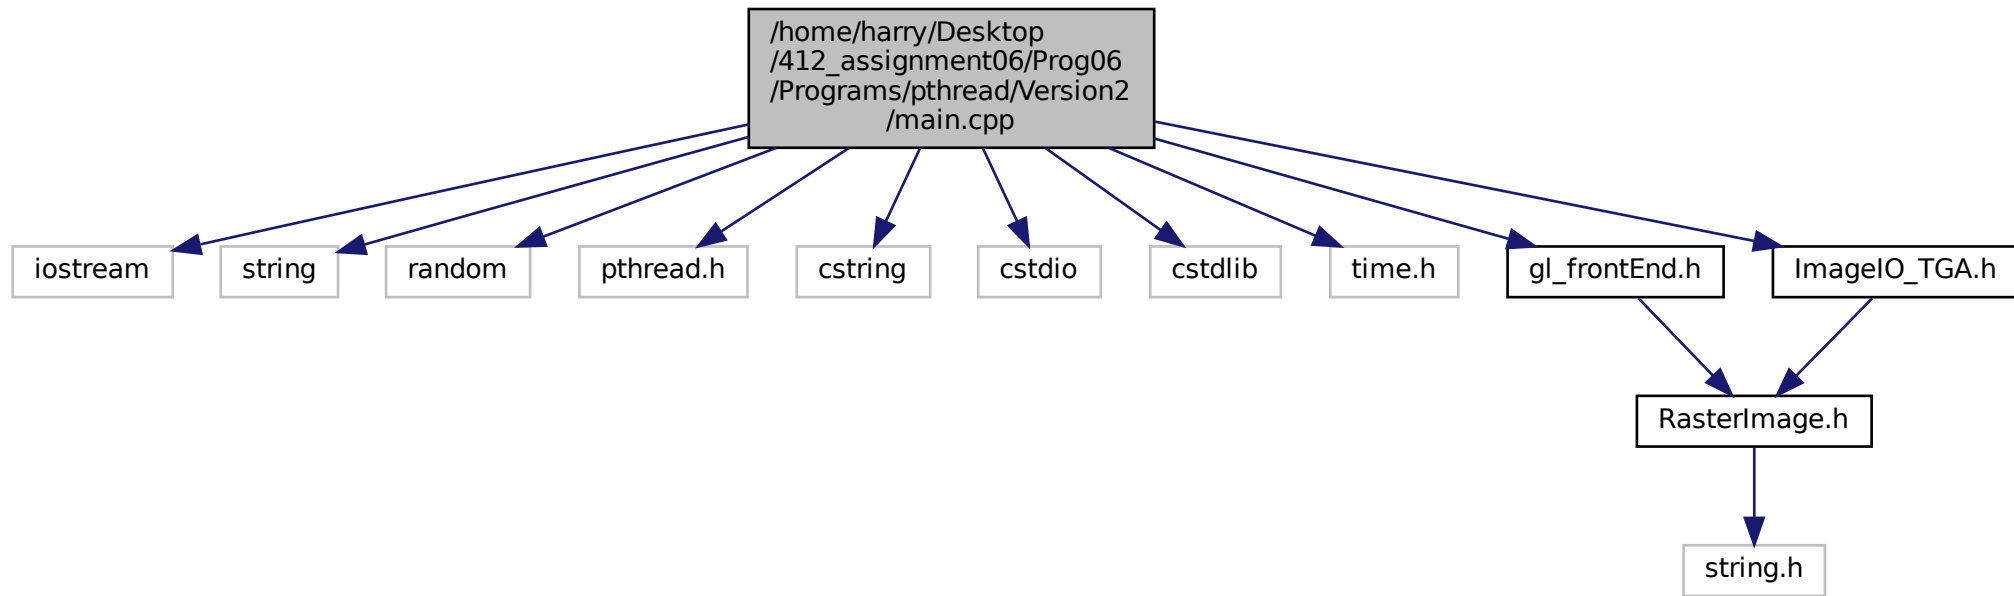 /home/harry/Desktop
/412_assignment06/Prog06
/Programs/pthread/Version2
/main.cpp
iostream
string
random
pthread.h
cstring
cstdio
cstdlib
time.h
gl_frontEnd.h
ImageIO_TGA.h
RasterImage.h
string.h